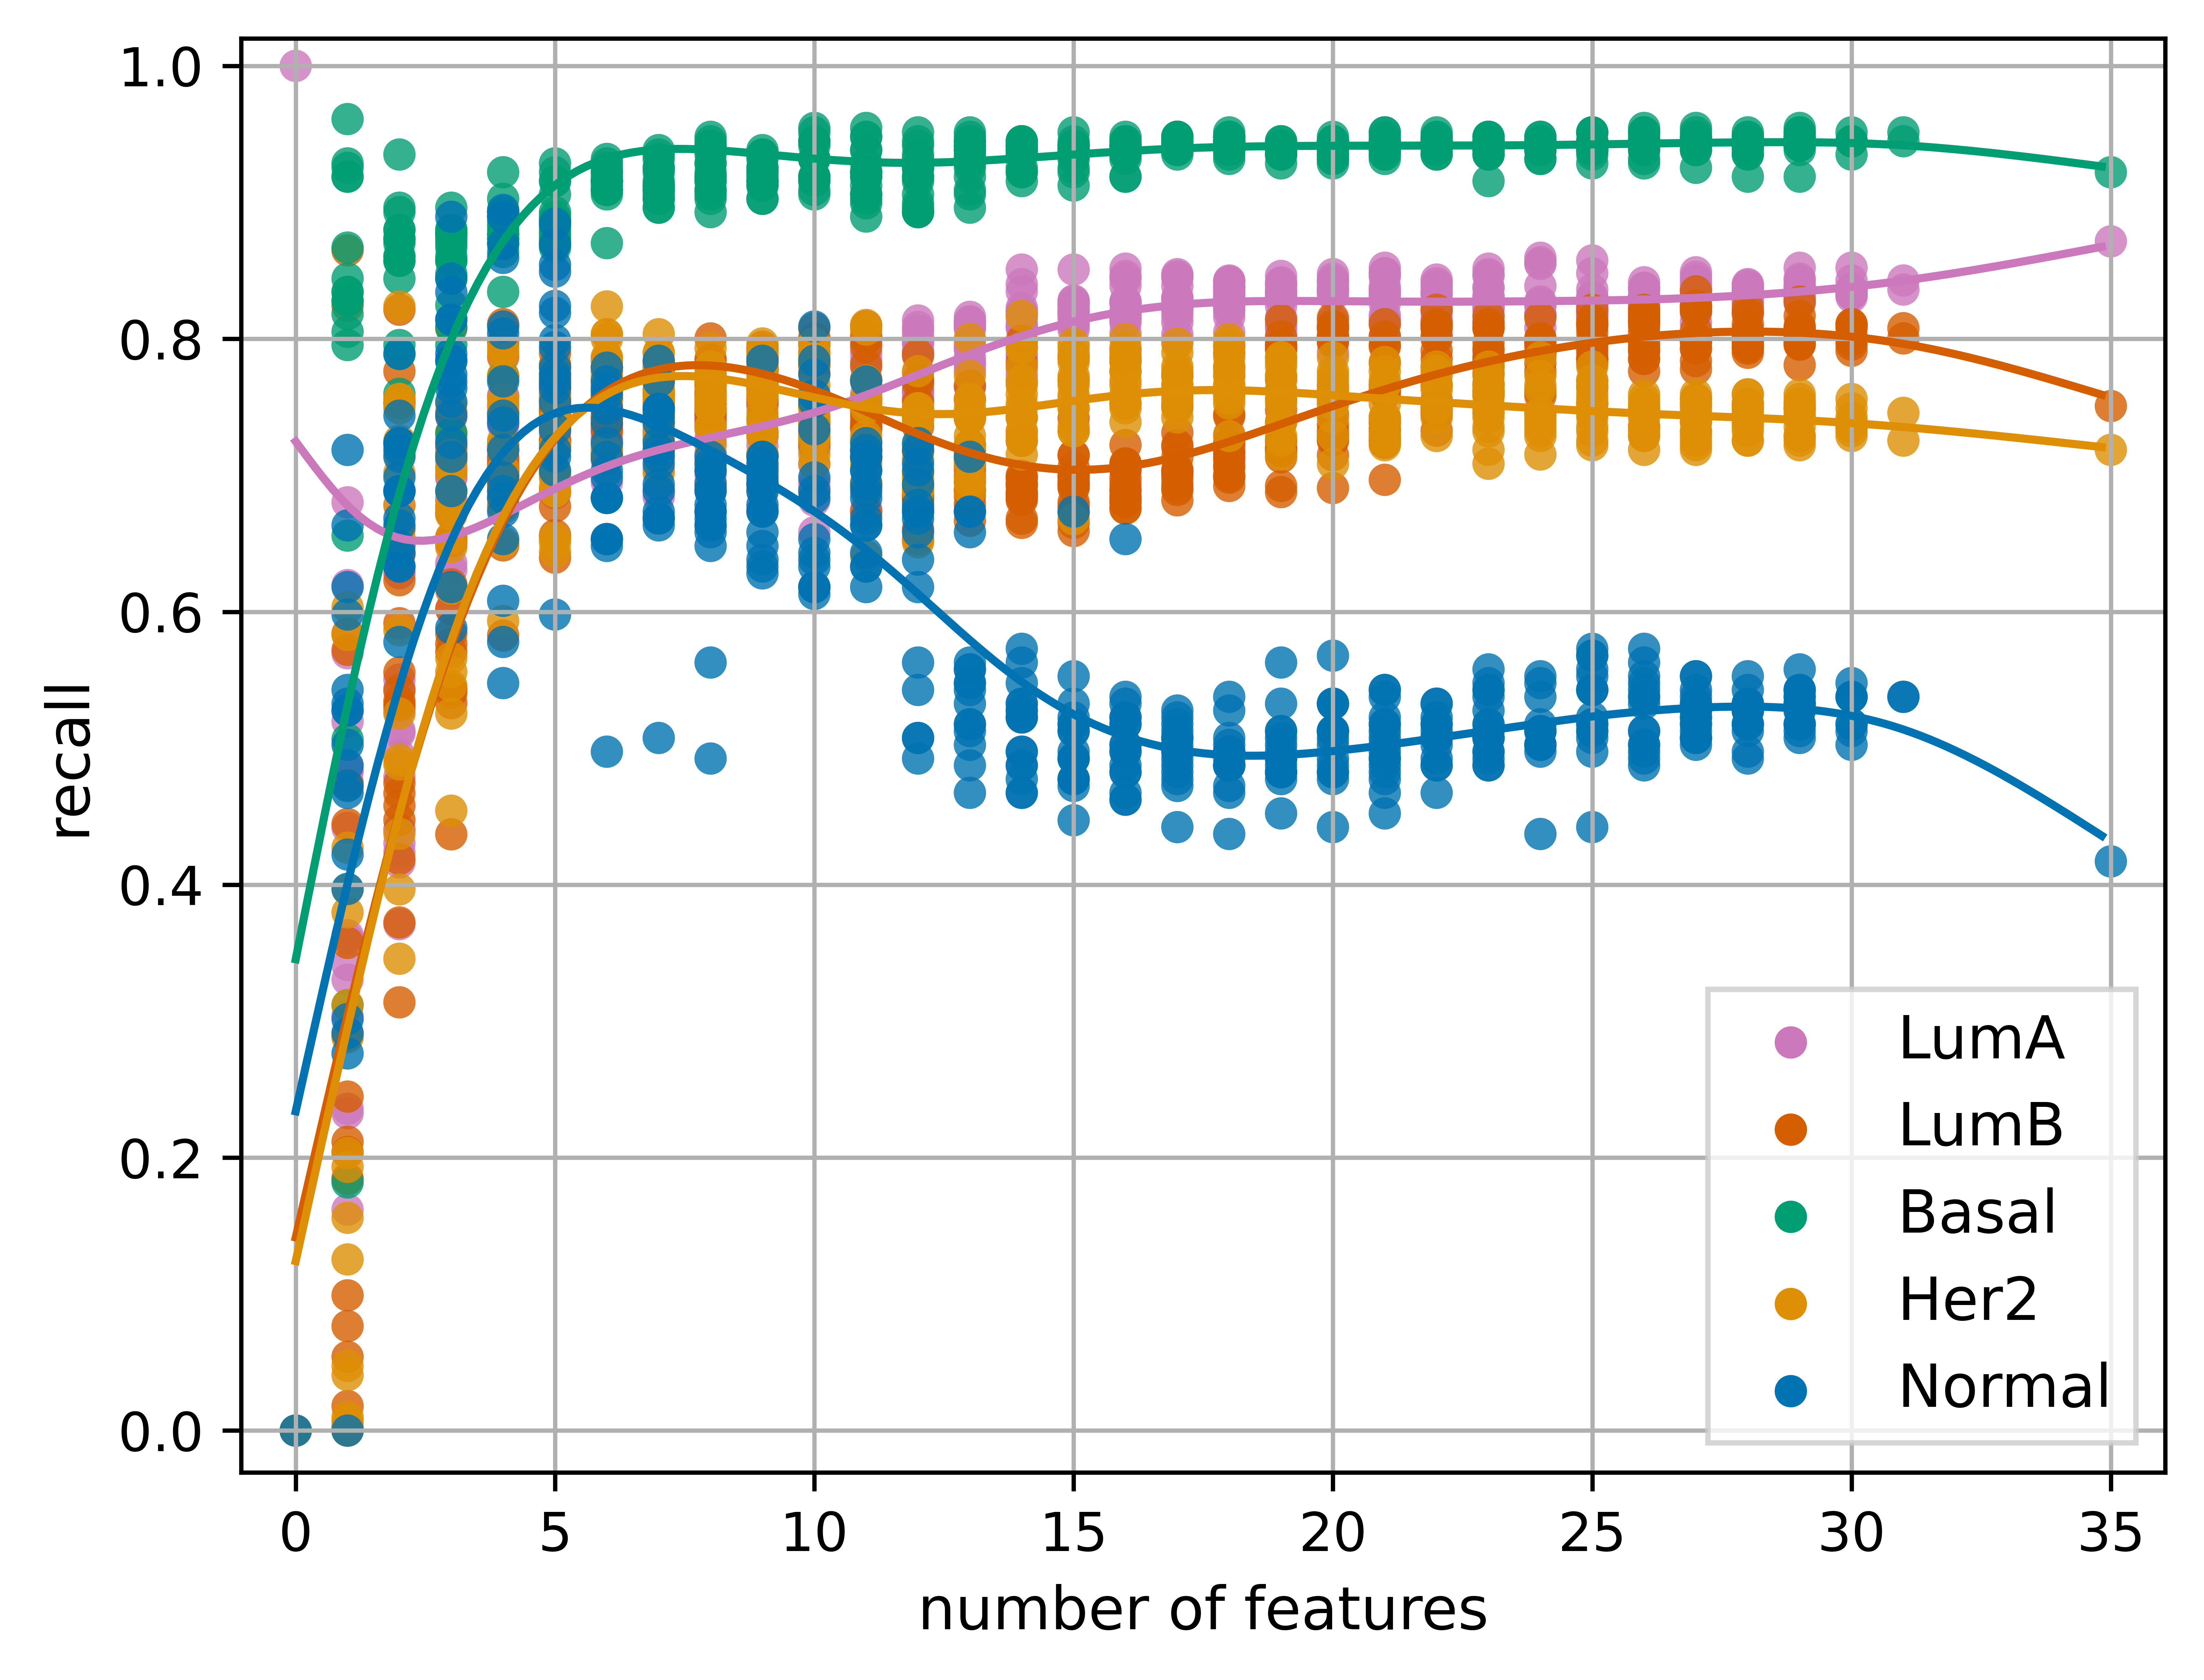 1.0
0.8
0.6
0.4
0.2
0.0
recall
LumA
LumB
Basal
Her2
Normal
0 5 10 15 20 25 30 35
number of features